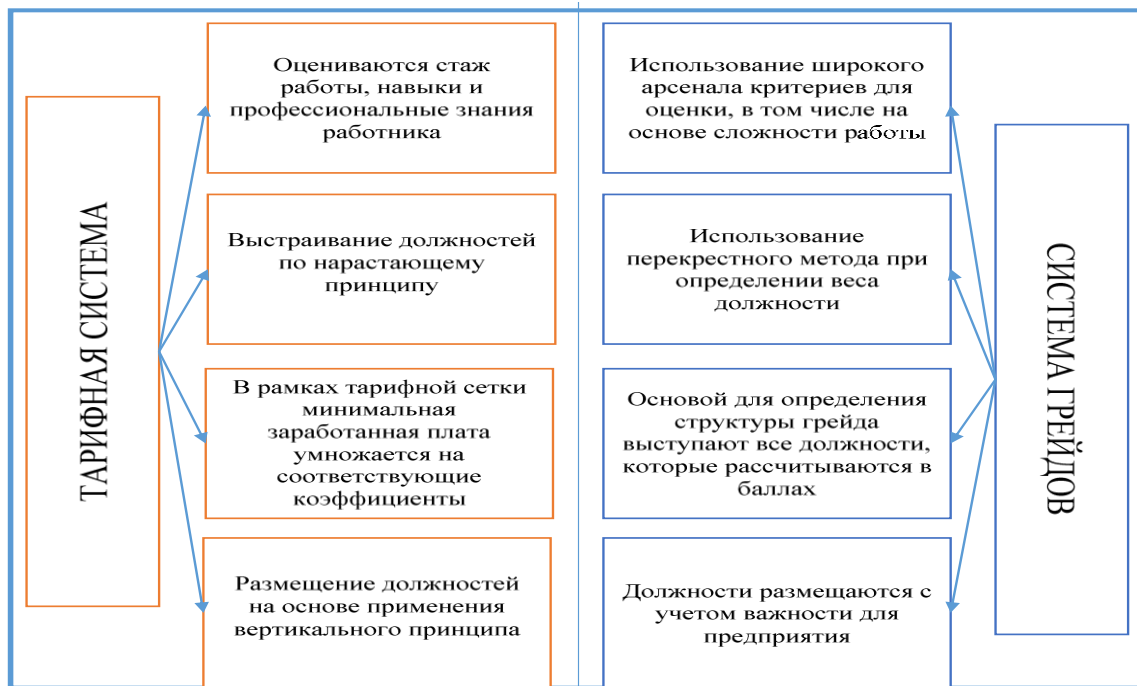 ТАРИФНАЯ СИСТЕМА
Оцениваются стаж
работы, навыки и
профессиональные знания
работника
Выстраивание должностей
по нарастающему
принципу
В рамках тарифной сетки
минимальная
заработанная плата
умножается на
соответствующие
коэффициенты
Размещение должностей
на основе применения
вертикального принципа
Использование широкого
арсенала критериев для
оценки, в том числе на
основе сложности работы
Использование
перекрестного метода при
определении веса
должности
Основой для определения
структуры грейда
выступают все должности,
которые рассчитываются в
баллах
Должности размещаются с
учетом важности для
предприятия
СИСТЕМА ГРЕЙДОВ